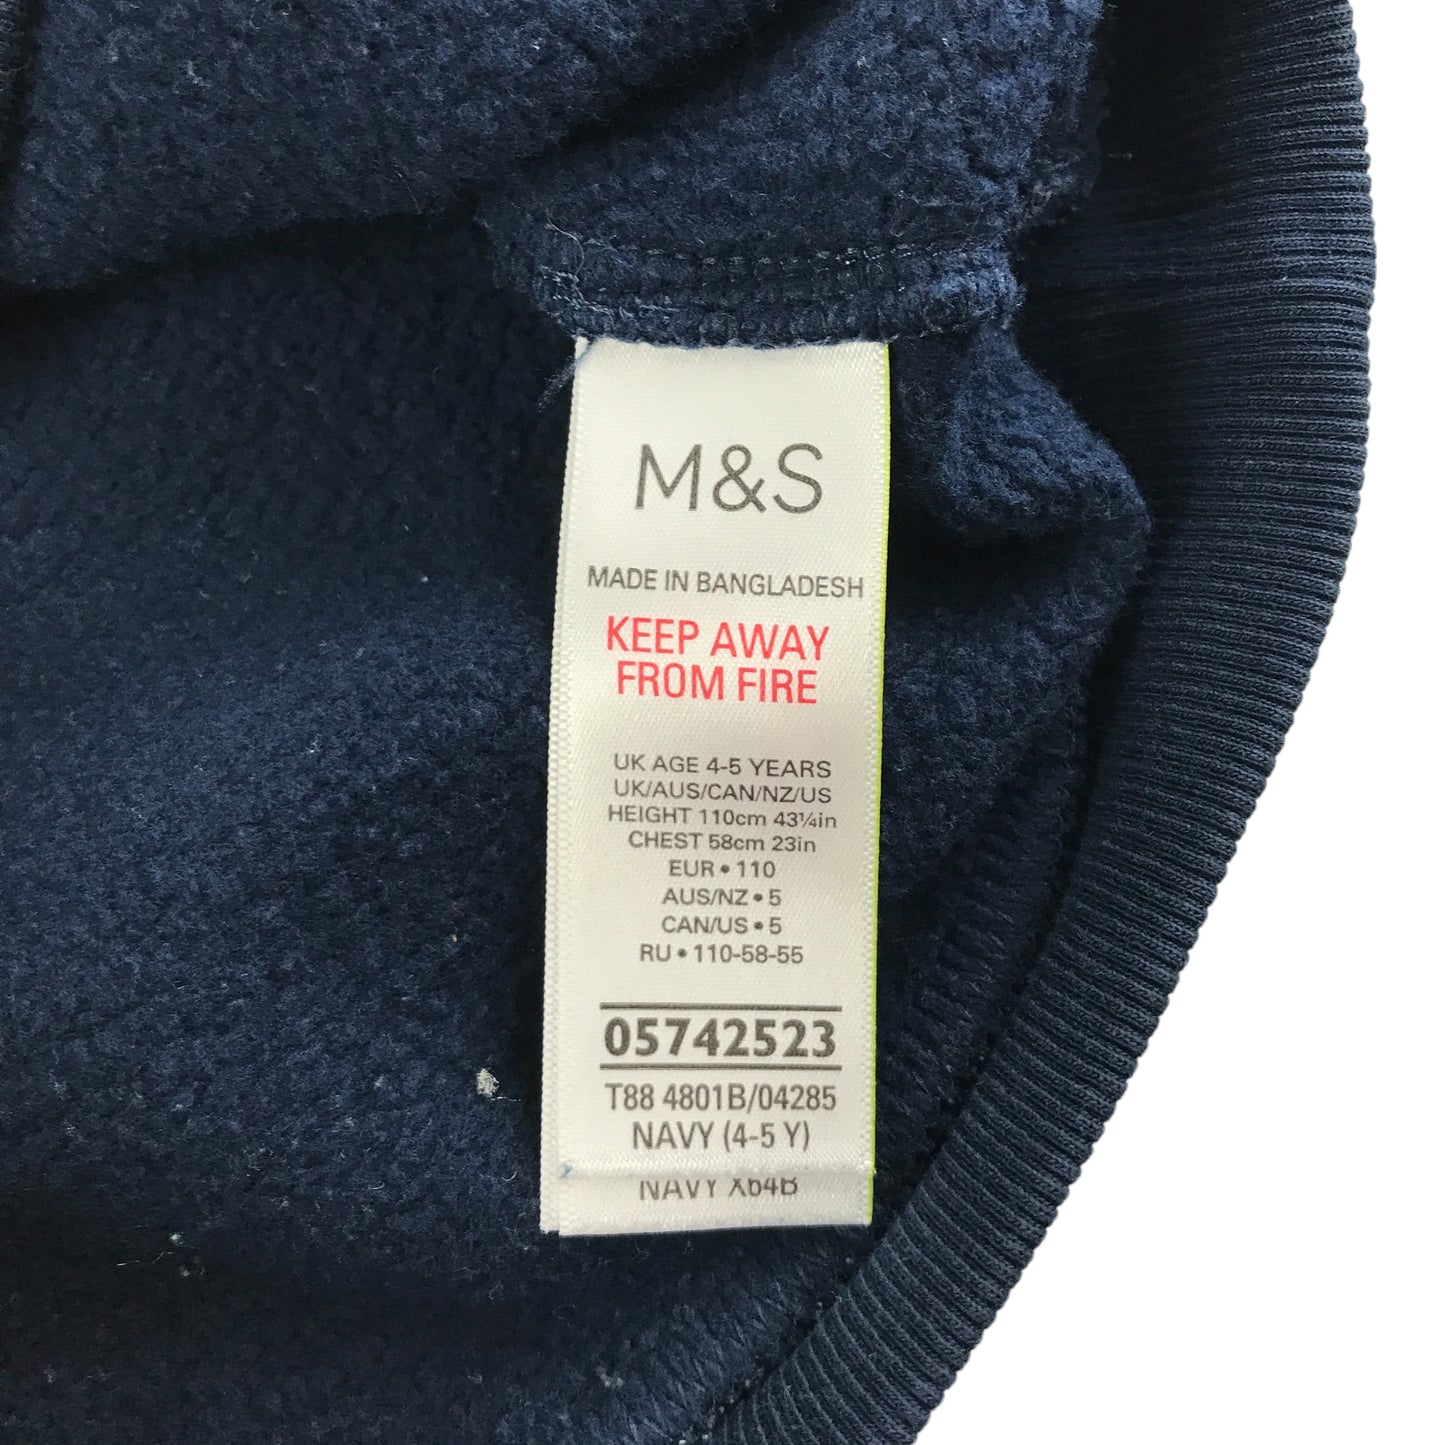 M&S
MADE IN BANGLADESH
KEEP AWAY
FROM FIRE
UK AGE 4-5 YEARS
UK/AUS/CAN/NZ/US
HEIGHT 110cm 43¼in
CHEST 58cm 23in
EUR • 110
AUS/NZ • 5
CAN/US • 5
RU • 110-58-55
05742523
T88 4801B/04285
NAVY (4-5 Y)
NAVY X64B